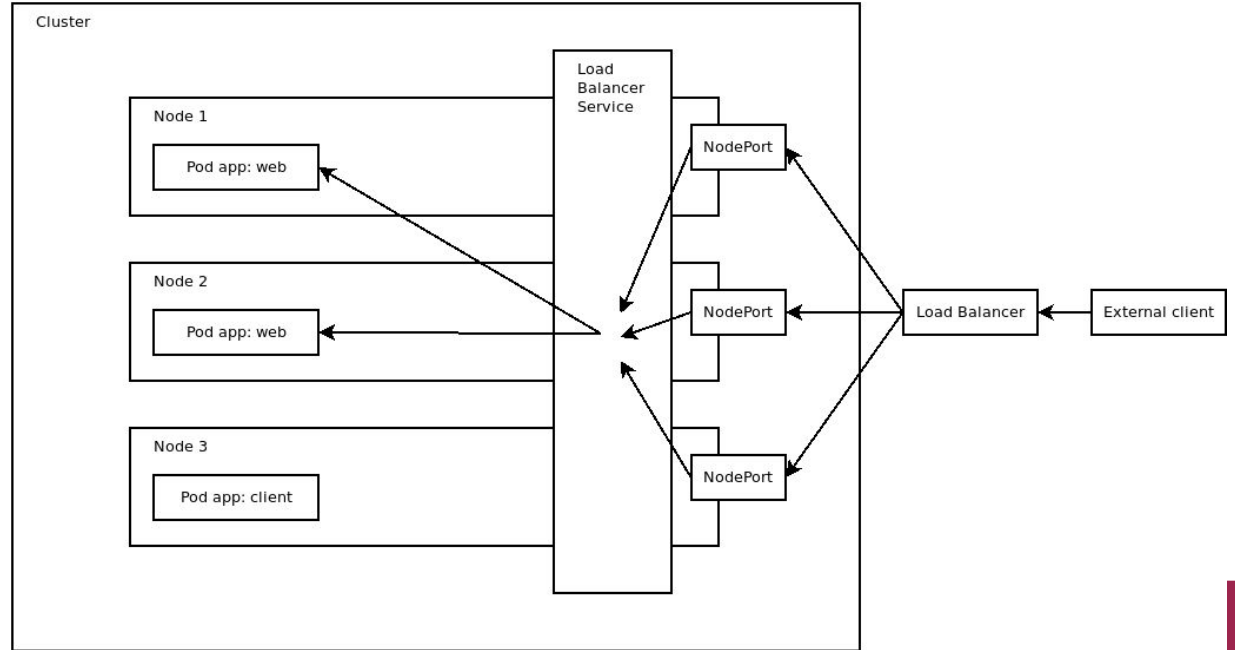 Cluster
Load
Balancer
Service
Node 1
Pod app: web
NodePort
Node 2
Pod app: web
NodePort
Load Balancer
External client
Node 3
Pod app: client
NodePort